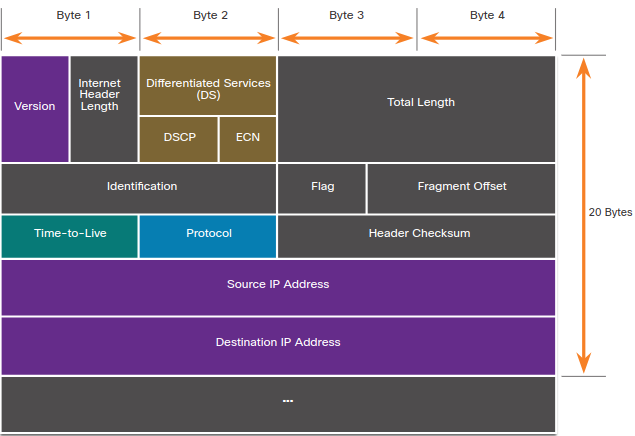 Byte 1
Byte 2
Byte 3
Byte 4
Version
Internet
Header
Length
Differentiated Services
(DS)
DSCP
ECN
Total Length
Identification
Flag
Fragment Offset
20 Bytes
Time-to-Live
Protocol
Header Checksum
Source IP Address
Destination IP Address
...